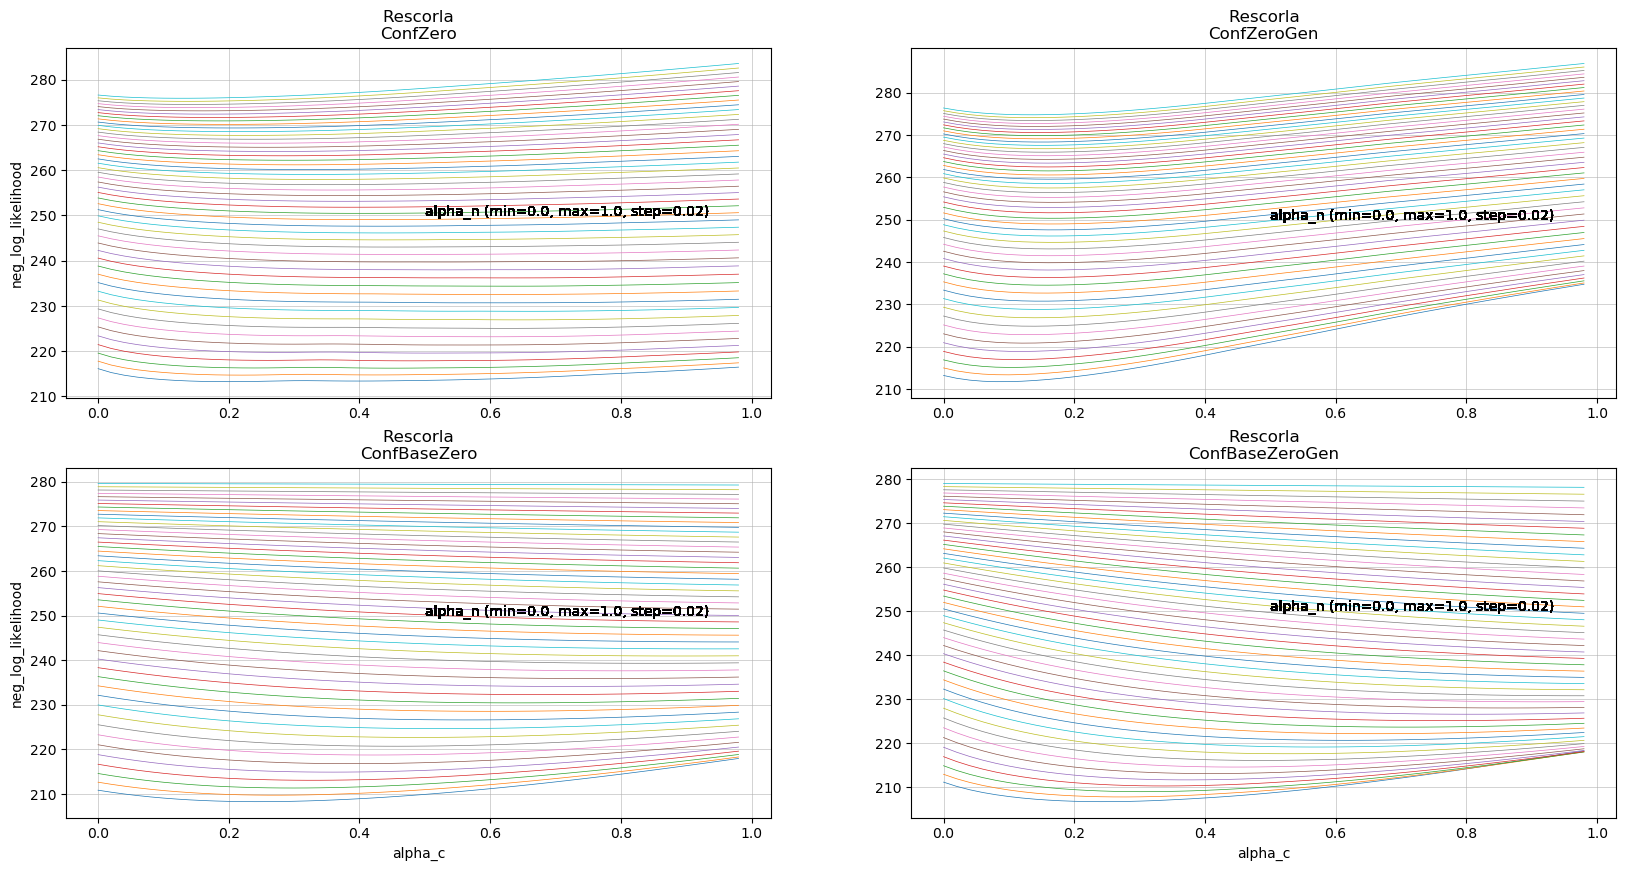 Rescorla
ConfZero
neg_log_likelihood
280
270
260
250
240
230
220
210
alpha_n (min=0.0, max=1.0, step=0.02)
0.0 0.2 0.4 0.6 0.8 1.0
Rescorla
ConfZeroGen
280
270
260
250
240
230
220
210
alpha_n (min=0.0, max=1.0, step=0.02)
0.0 0.2 0.4 0.6 0.8 1.0
Rescorla
ConfBaseZero
neg_log_likelihood
280
270
260
250
240
230
220
210
alpha_n (min=0.0, max=1.0, step=0.02)
0.0 0.2 0.4 0.6 0.8 1.0
alpha_c
Rescorla
ConfBaseZeroGen
280
270
260
250
240
230
220
210
alpha_n (min=0.0, max=1.0, step=0.02)
0.0 0.2 0.4 0.6 0.8 1.0
alpha_c